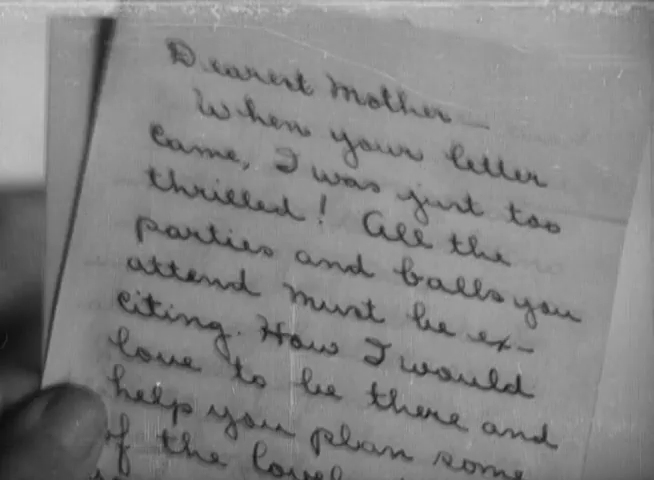 Dearest Mother —
When your letter
came, I was just too
thrilled! All the
parties and balls you
attend must be ex-
citing. How I would
love to be there and
help you plan some
of the lovel